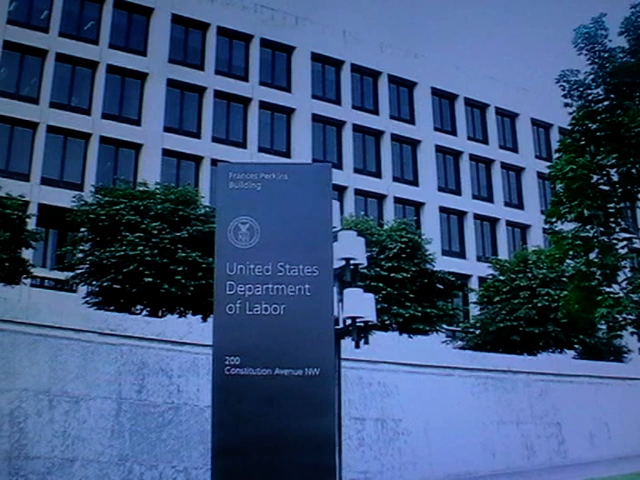 Frances Perkins
Building
United States
Department
of Labor
200
Constitution Avenue NW